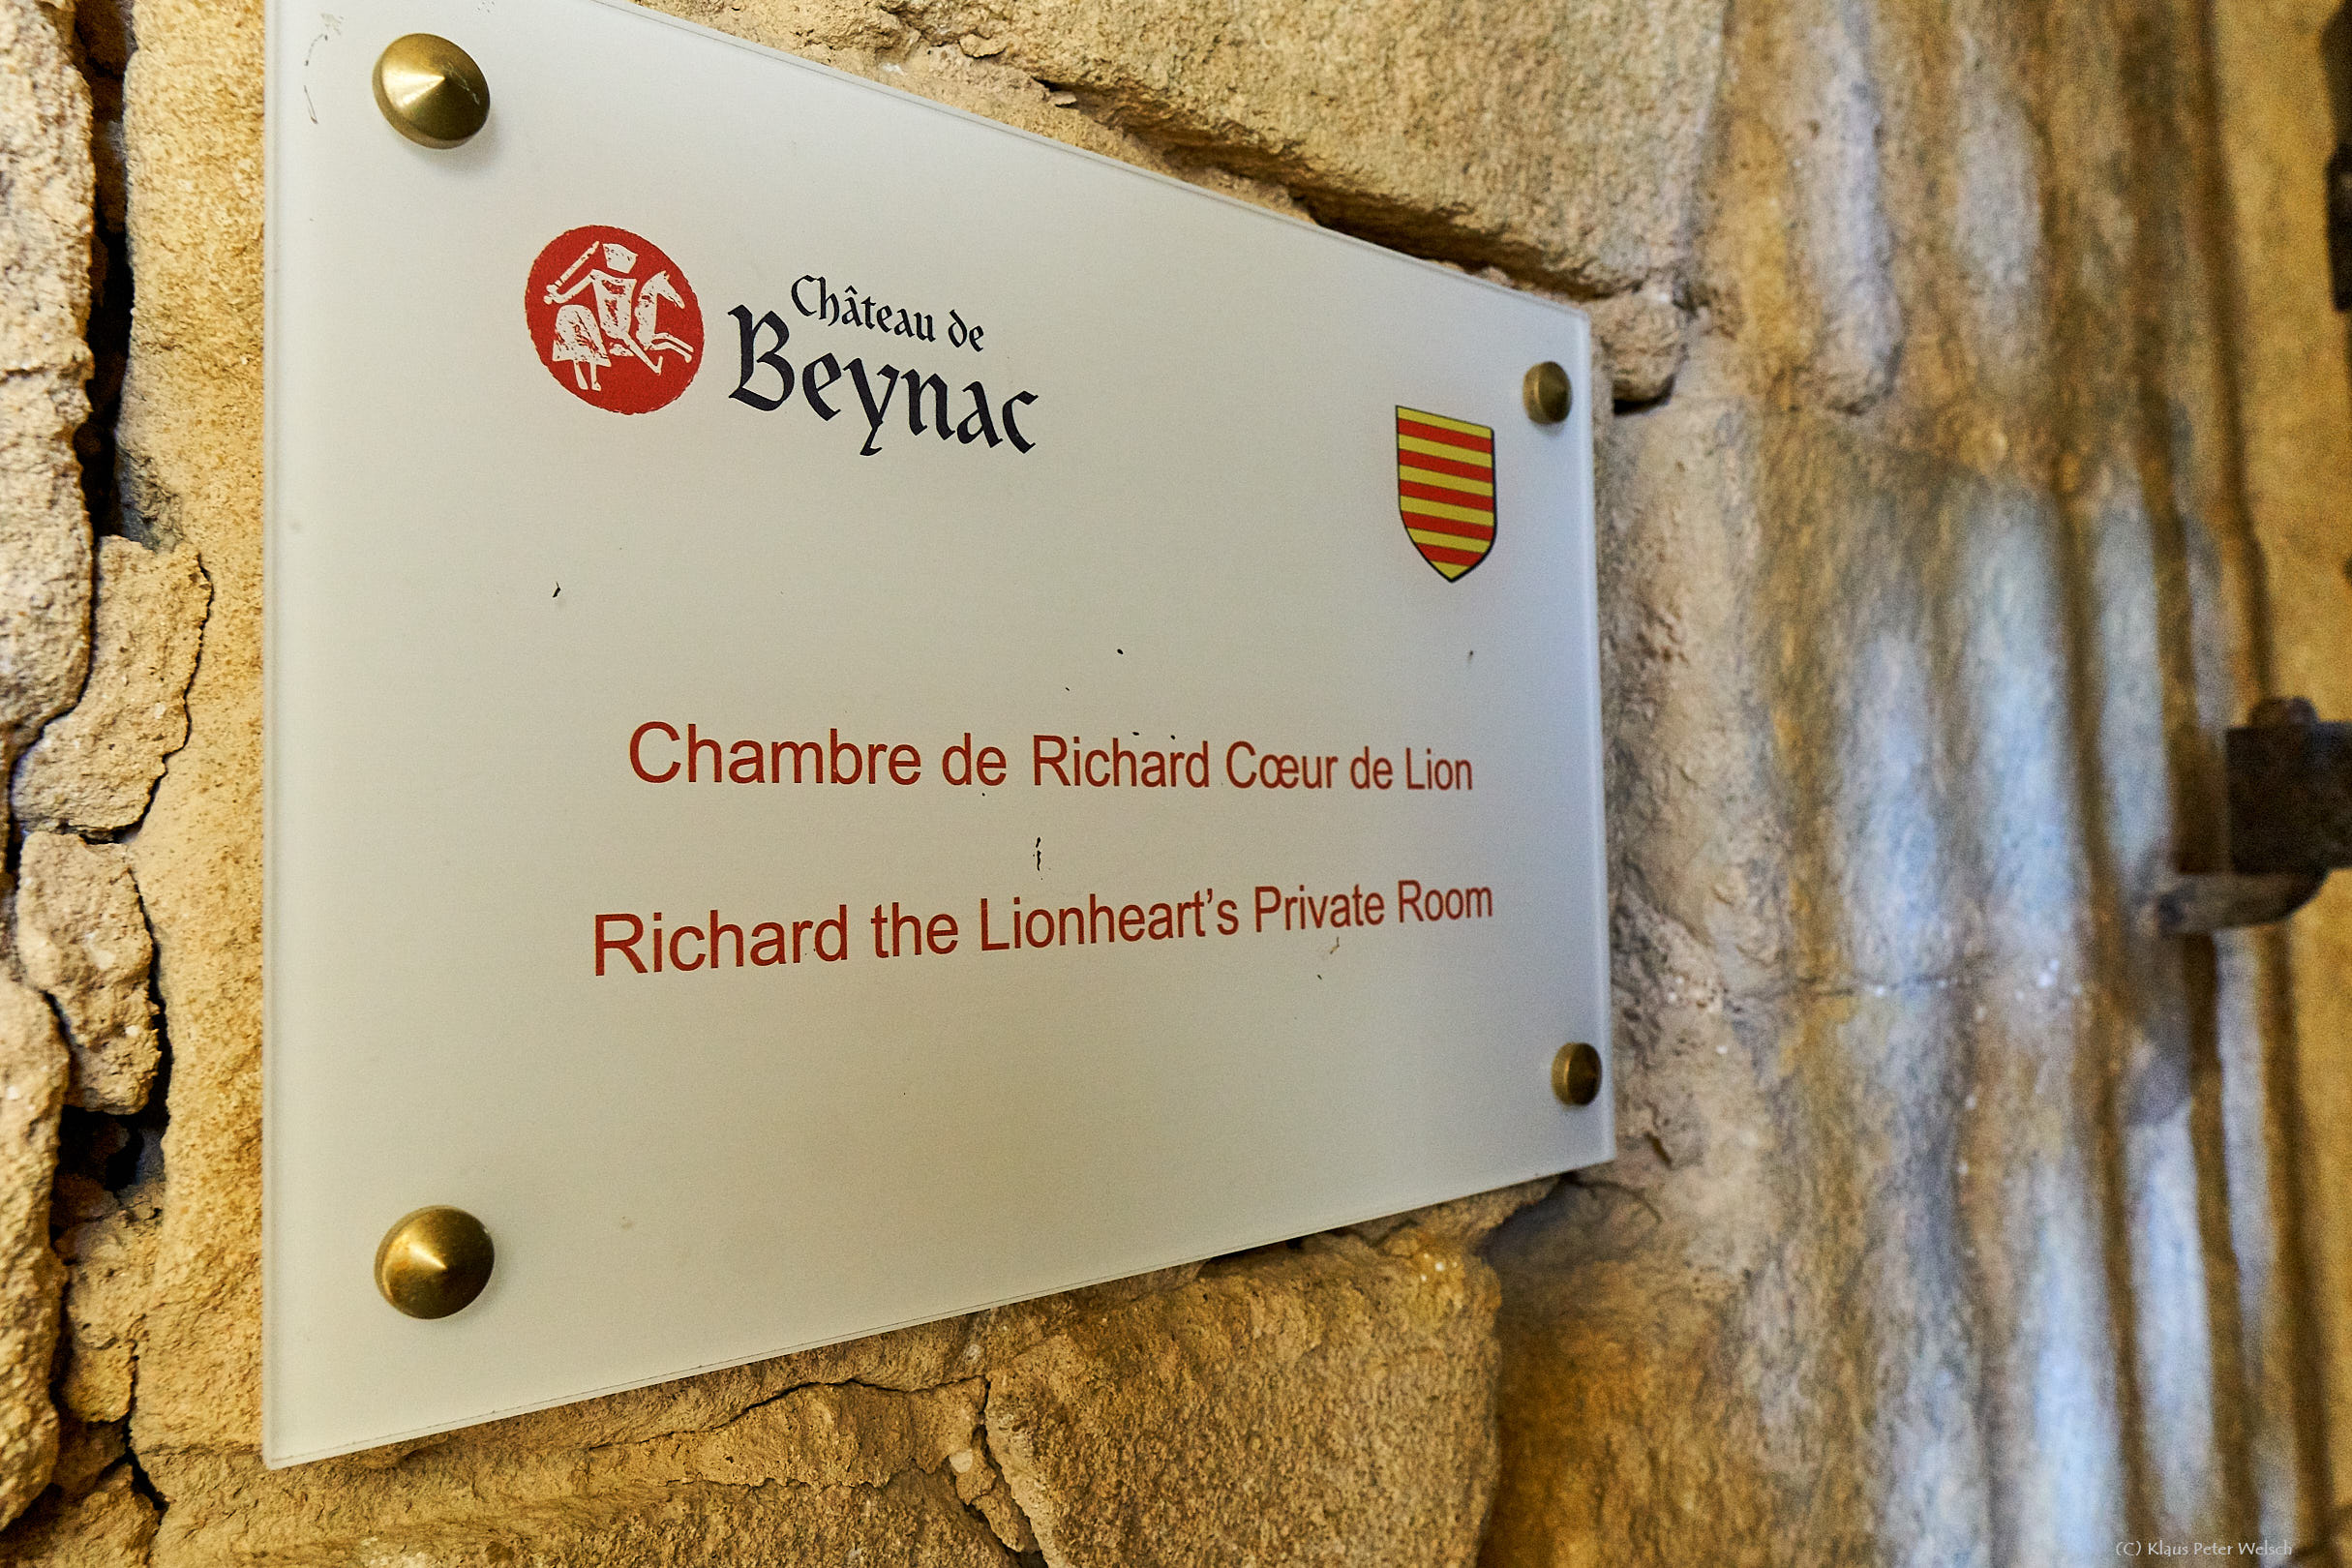 Château de
Beynac
Chambre de Richard Cœur de Lion
Richard the Lionheart’s Private Room
(C) Klaus Peter Welsch